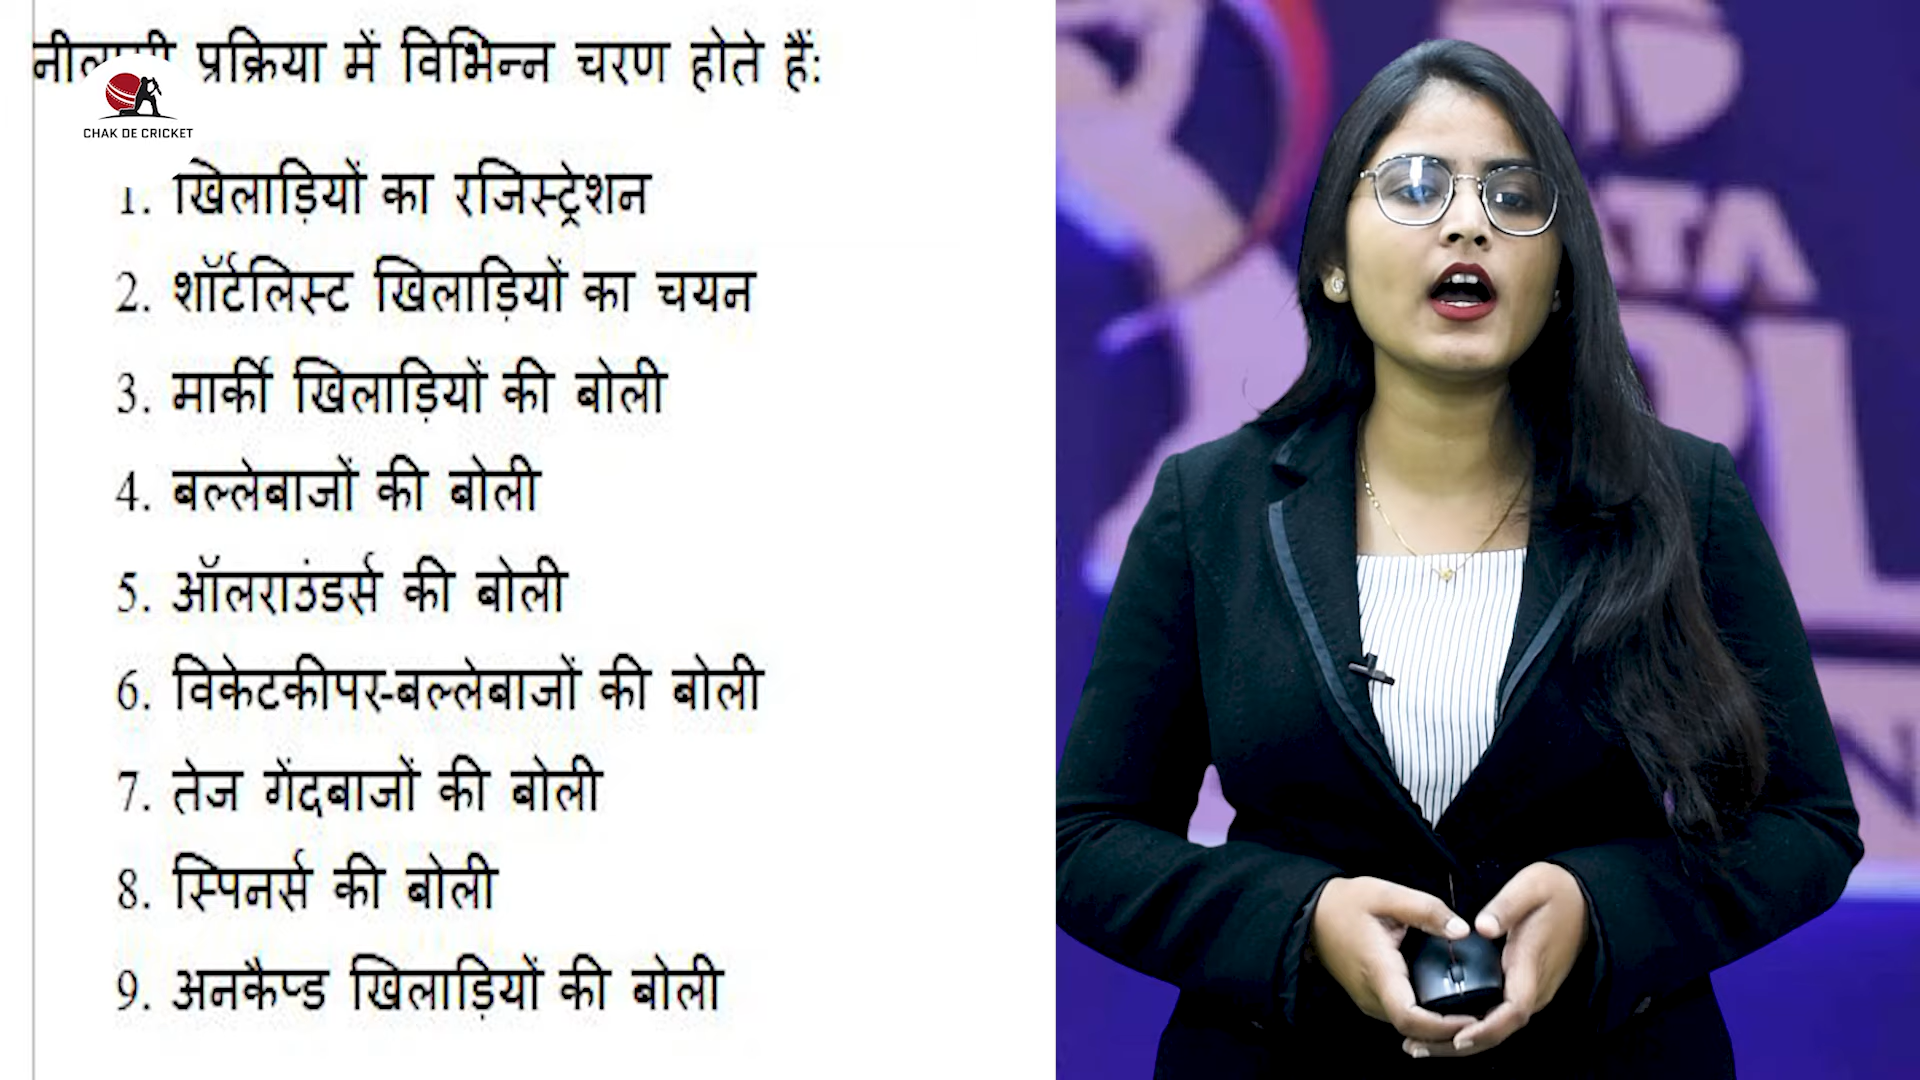 प्रक्रिया में विभिन्न चरण होते हैं:
CHAK DE CRICKET
1. खिलाड़ियों का रजिस्ट्रेशन
2. शॉर्टलिस्ट खिलाड़ियों का चयन
3. मार्की खिलाड़ियों की बोली
4. बल्लेबाजों की बोली
5. ऑलराउंडर्स की बोली
6. विकेटकीपर-बल्लेबाजों की बोली
7. तेज गेंदबाजों की बोली
8. स्पिनर्स की बोली
9. अनकैप्ड खिलाड़ियों की बोली